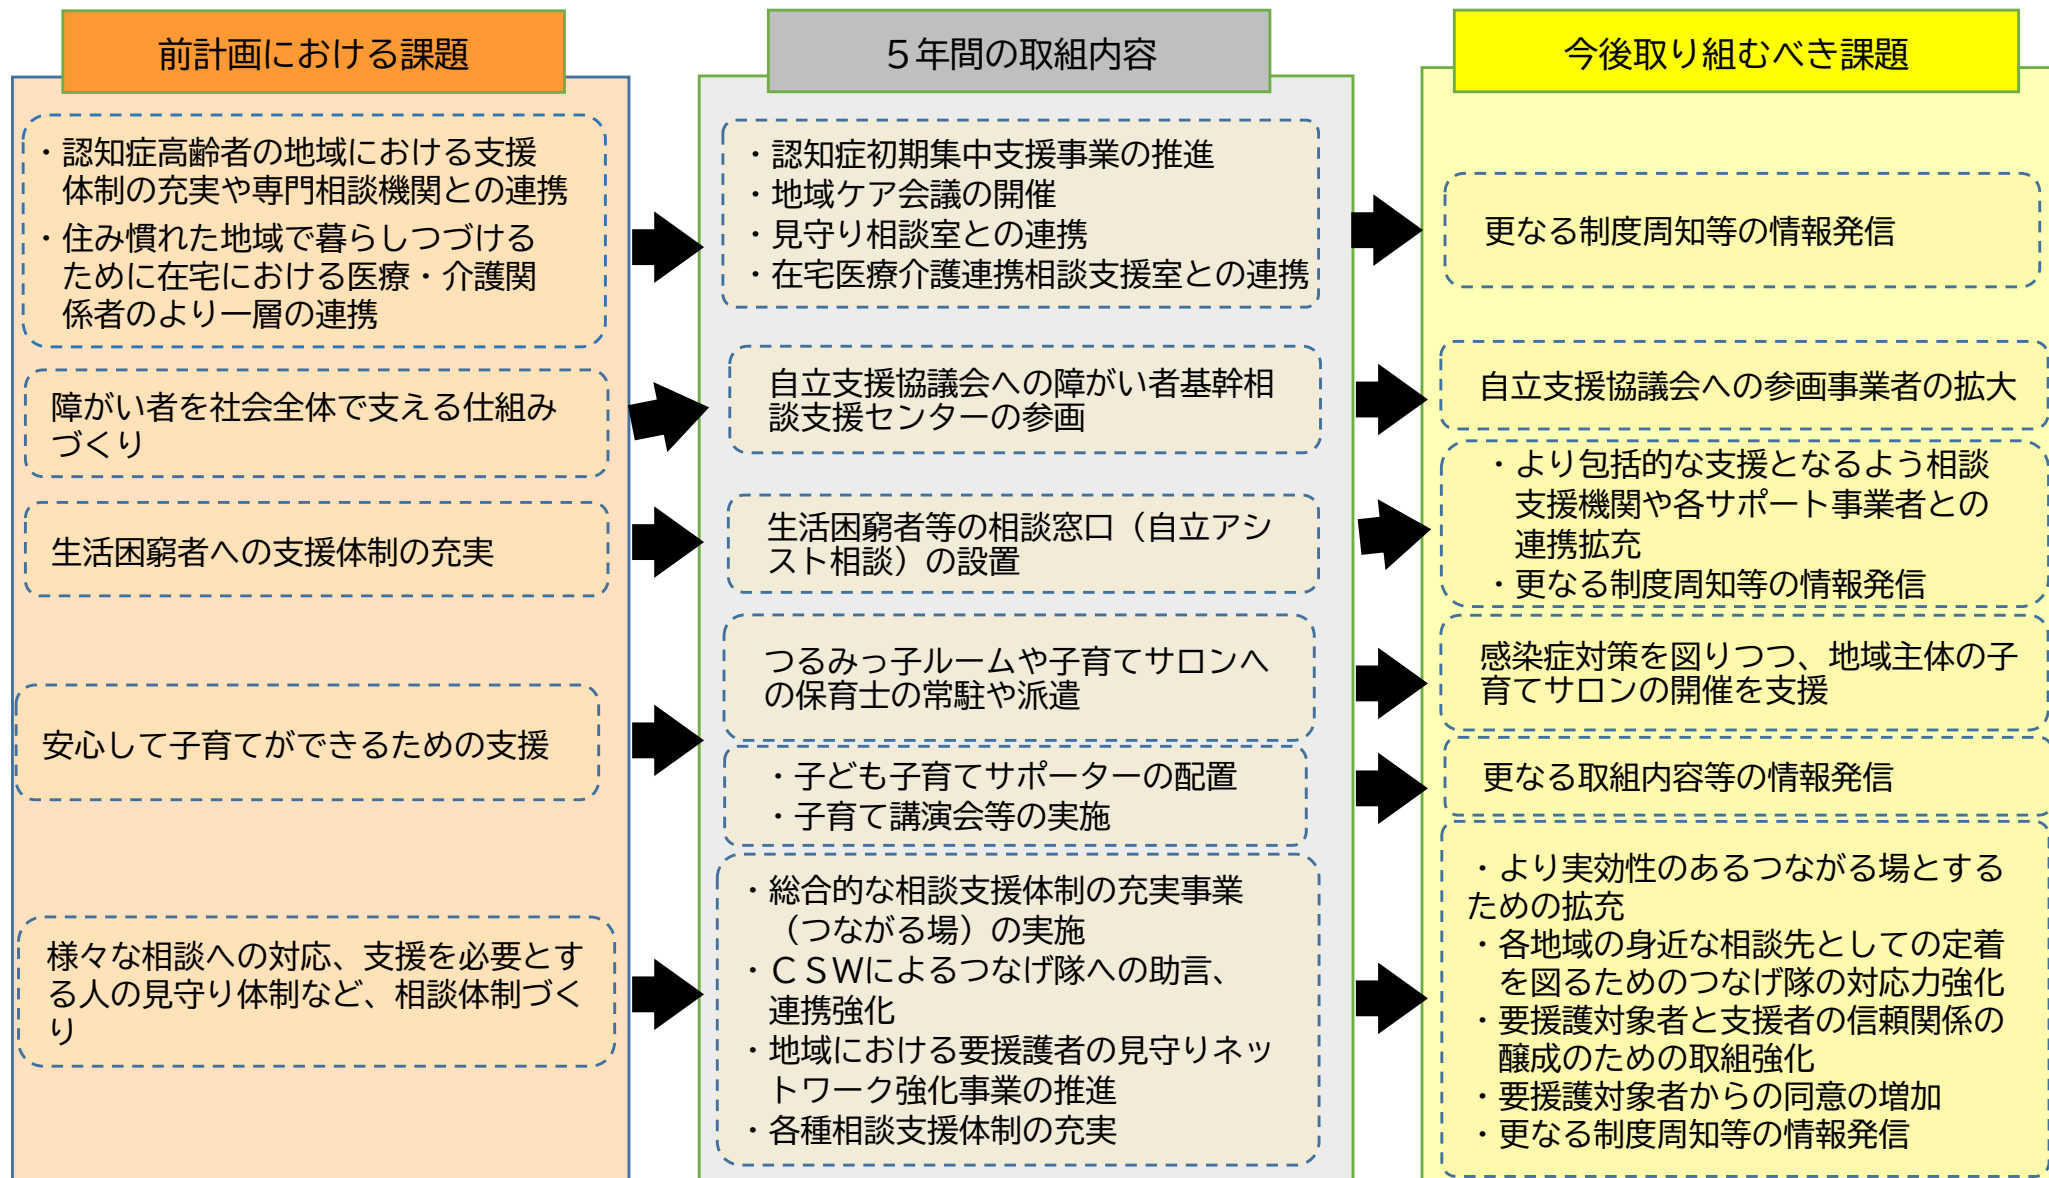 前計画における課題
・認知症高齢者の地域における支援
体制の充実や専門相談機関との連携
・住み慣れた地域で暮らしつづける
ために在宅における医療・介護関
係者のより一層の連携
障がい者を社会全体で支える仕組み
づくり
生活困窮者への支援体制の充実
安心して子育てができるための支援
様々な相談への対応、支援を必要とす
る人の見守り体制など、相談体制づく
り
５年間の取組内容
・認知症初期集中支援事業の推進
・地域ケア会議の開催
・見守り相談室との連携
・在宅医療介護連携相談支援室との連携
自立支援協議会への障がい者基幹相
談支援センターの参画
生活困窮者等の相談窓口（自立アシ
スト相談）の設置
つるみっ子ルームや子育てサロンへ
の保育士の常駐や派遣
・子ども子育てサポーターの配置
・子育て講演会等の実施
・総合的な相談支援体制の充実事業
（つながる場）の実施
・ＣＳＷによるつなげ隊への助言、
連携強化
・地域における要援護者の見守りネッ
トワーク強化事業の推進
・各種相談支援体制の充実
今後取り組むべき課題
更なる制度周知等の情報発信
自立支援協議会への参画事業者の拡大
・より包括的な支援となるよう相談
支援機関や各サポート事業者との
連携拡充
・更なる制度周知等の情報発信
感染症対策を図りつつ、地域主体の子
育てサロンの開催を支援
更なる取組内容等の情報発信
・より実効性のあるつながる場とする
ための拡充
・各地域の身近な相談先としての定着
を図るためのつなげ隊の対応力強化
・要援護対象者と支援者の信頼関係の
醸成のための取組強化
・要援護対象者からの同意の増加
・更なる制度周知等の情報発信